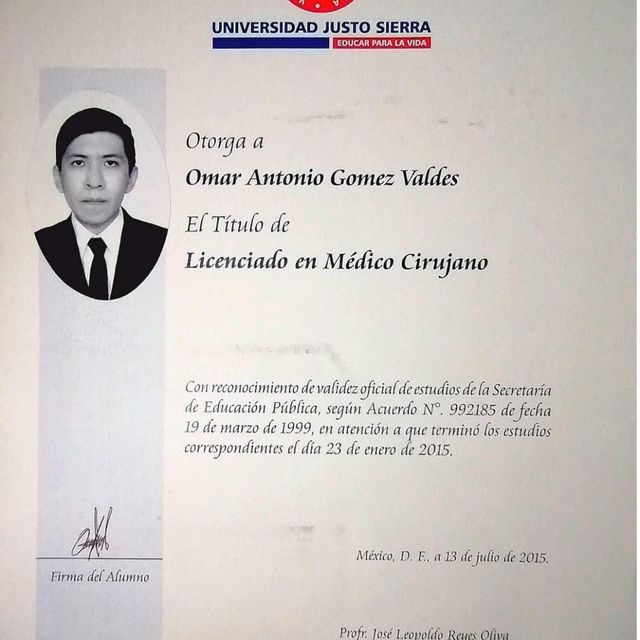 UNIVERSIDAD JUSTO SIERRA
EDUCAR PARA LA VIDA
Otorga a
Omar Antonio Gomez Valdes
El Título de
Licenciado en Médico Cirujano
Con reconocimiento de validez oficial de estudios de la Secretaría
de Educación Pública, según Acuerdo N°. 992185 de fecha
19 de marzo de 1999, en atención a que terminó los estudios
correspondientes el día 23 de enero de 2015.
Firma del Alumno
México, D. F., a 13 de julio de 2015.
Profr. José Leopoldo Reyes Oliva